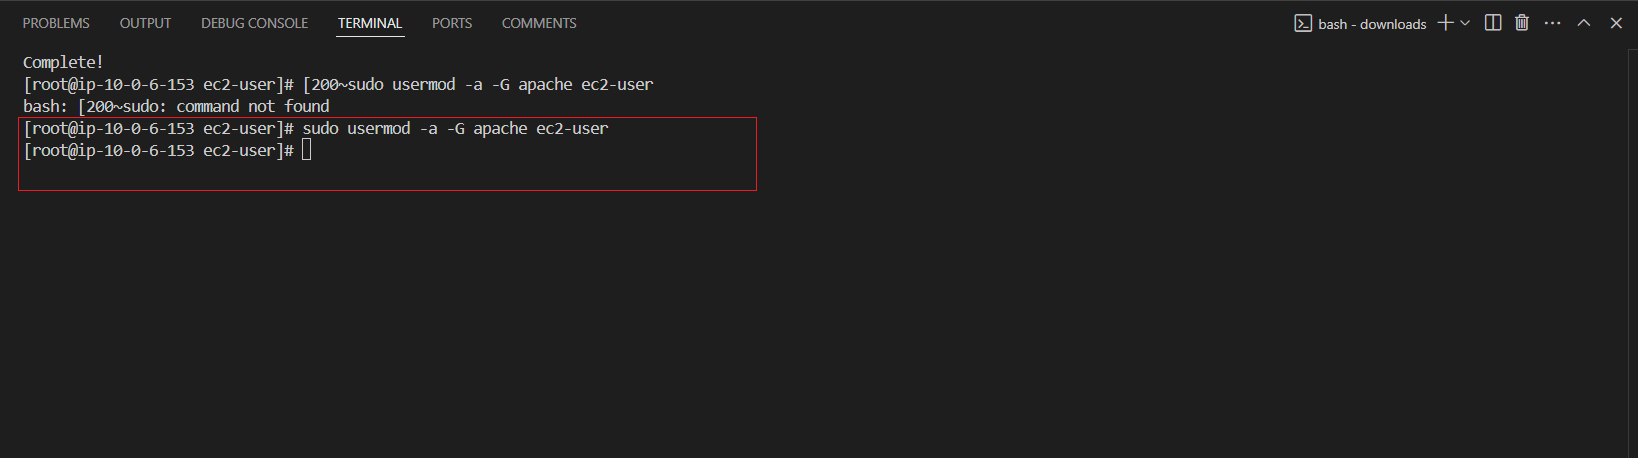 PROBLEMS OUTPUT DEBUG CONSOLE TERMINAL PORTS COMMENTS bash - downloads
Complete!
[root@ip-10-0-6-153 ec2-user]# [200~sudo usermod -a -G apache ec2-user
bash: [200~sudo: command not found
[root@ip-10-0-6-153 ec2-user]# sudo usermod -a -G apache ec2-user
[root@ip-10-0-6-153 ec2-user]#